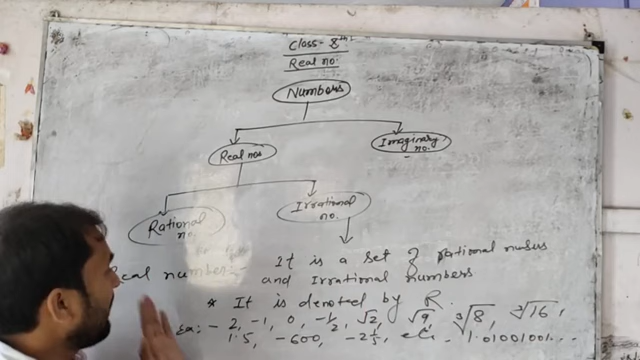 Class- 8th
Real no.
Numbers
Real no.
Imaginary no.
Rational no.
Irrational no.
Real number:- It is a set of rational numbers
and Irrational numbers
* It is denoted by R.
Ex:- -2, -1, 0, -1/2, √2, √9, ∛8, ∛16,
1.5, -600, -2 1/5, etc. 1.01001001...